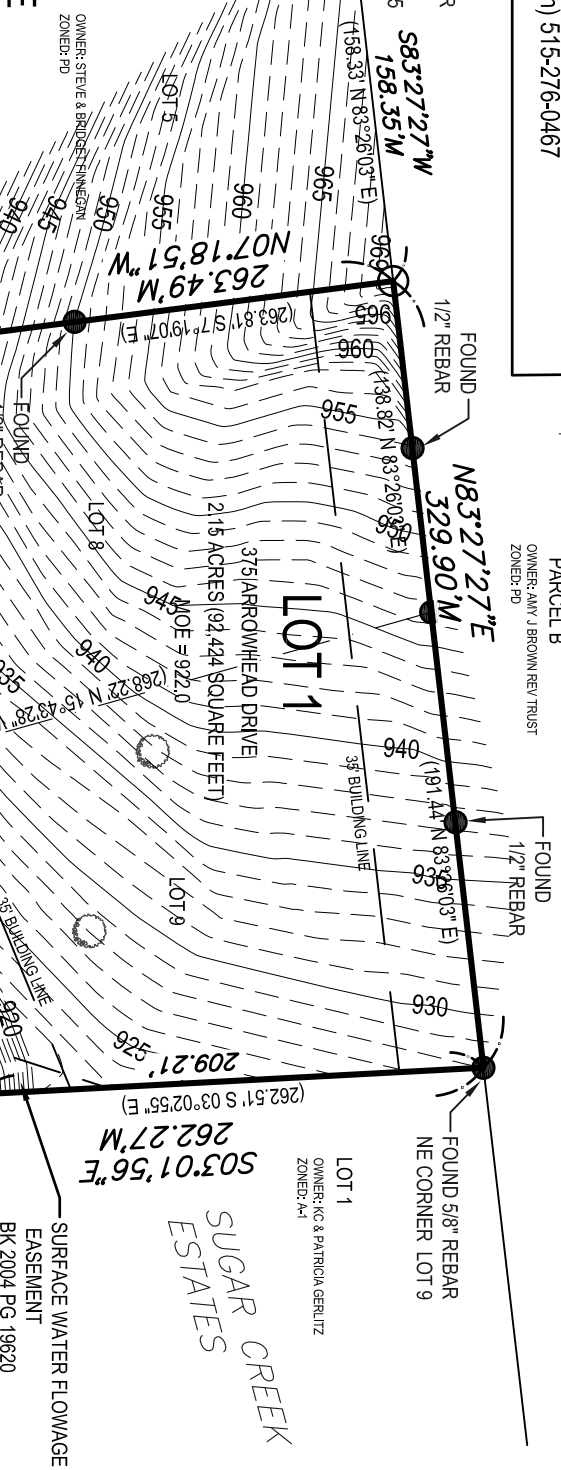 n) 515-276-0467
R
5
S83°27'27"W
158.35'M
(158.33' N 83°26'03" E)
LOT 5
OWNER: STEVE & BRIDGET FINNEGAN
ZONED: PD
940
945
950
955
960
965
969
N07°18'51"W
263.49'M
(263.81' S 7°19'07" E)
FOUND
FOUND
1/2" REBAR
965
960
955
(138.82' N 83°26'03" E)
950
N83°27'27"E
329.90'M
PARCEL B
OWNER: AMY J BROWN REV TRUST
ZONED: PD
LOT 8
LOT 1
375 ARROWHEAD DRIVE
2.15 ACRES (92,424 SQUARE FEET)
MOE = 922.0
945
940
935
(268.22' N 15°43'28"
35' BUILDING LINE
940
(191.44' N 83°26'03" E)
935
FOUND
1/2" REBAR
LOT 9
35' BUILDING LINE
920
925
930
209.21'
(262.51' S 03°02'55" E)
262.27'M
S03°01'56"E
FOUND 5/8" REBAR
NE CORNER LOT 9
LOT 1
OWNER: KC & PATRICIA GERLITZ
ZONED: A-1
SUGAR CREEK
ESTATES
SURFACE WATER FLOWAGE
EASEMENT
BK 2004 PG 19620